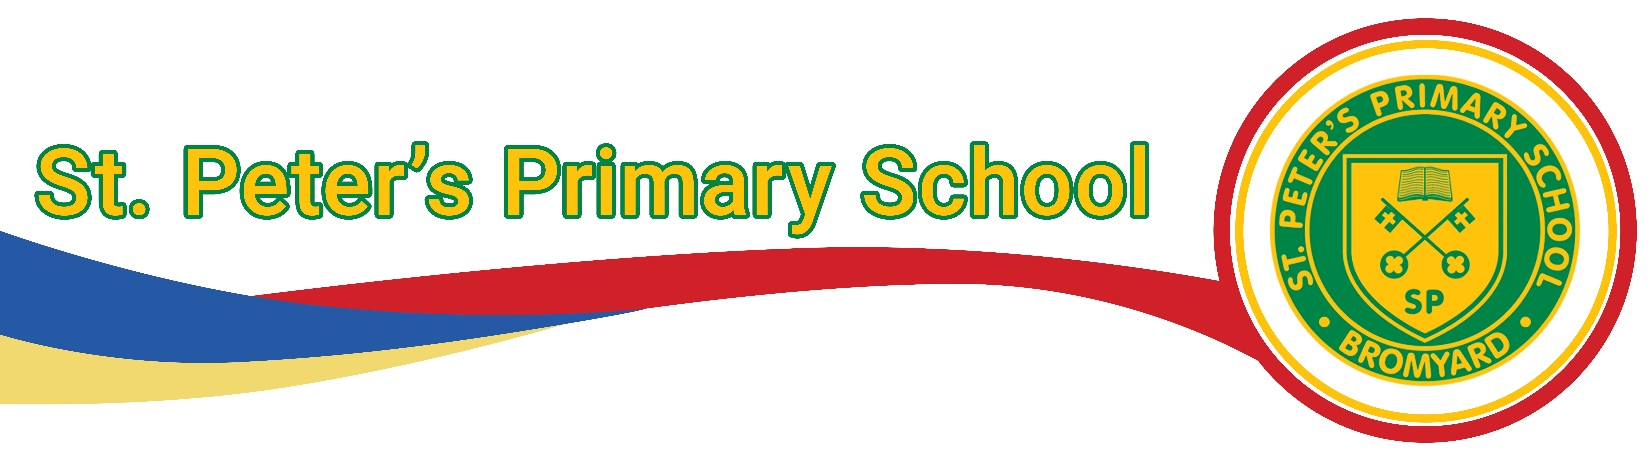 St. Peter’s Primary School
ST. PETER'S PRIMARY SCHOOL
SP
• BROMYARD •